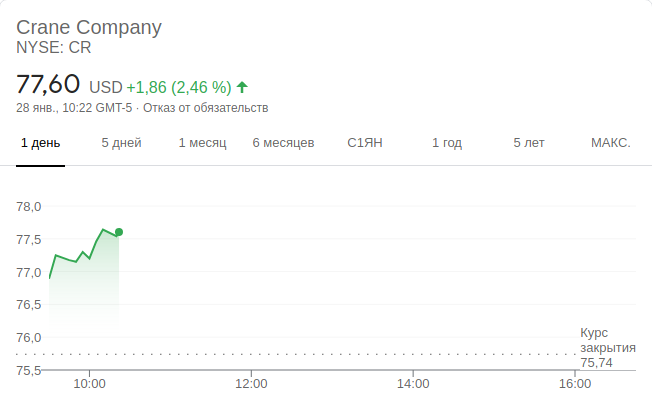 Crane Company
NYSE: CR
77,60 USD +1,86 (2,46 %)
28 янв., 10:22 GMT-5 · Отказ от обязательств
1 день 5 дней 1 месяц 6 месяцев С1ЯН 1 год 5 лет МАКС.
78,0
77,5
77,0
76,5
76,0
75,5
Курс
закрытия
75,74
10:00 12:00 14:00 16:00